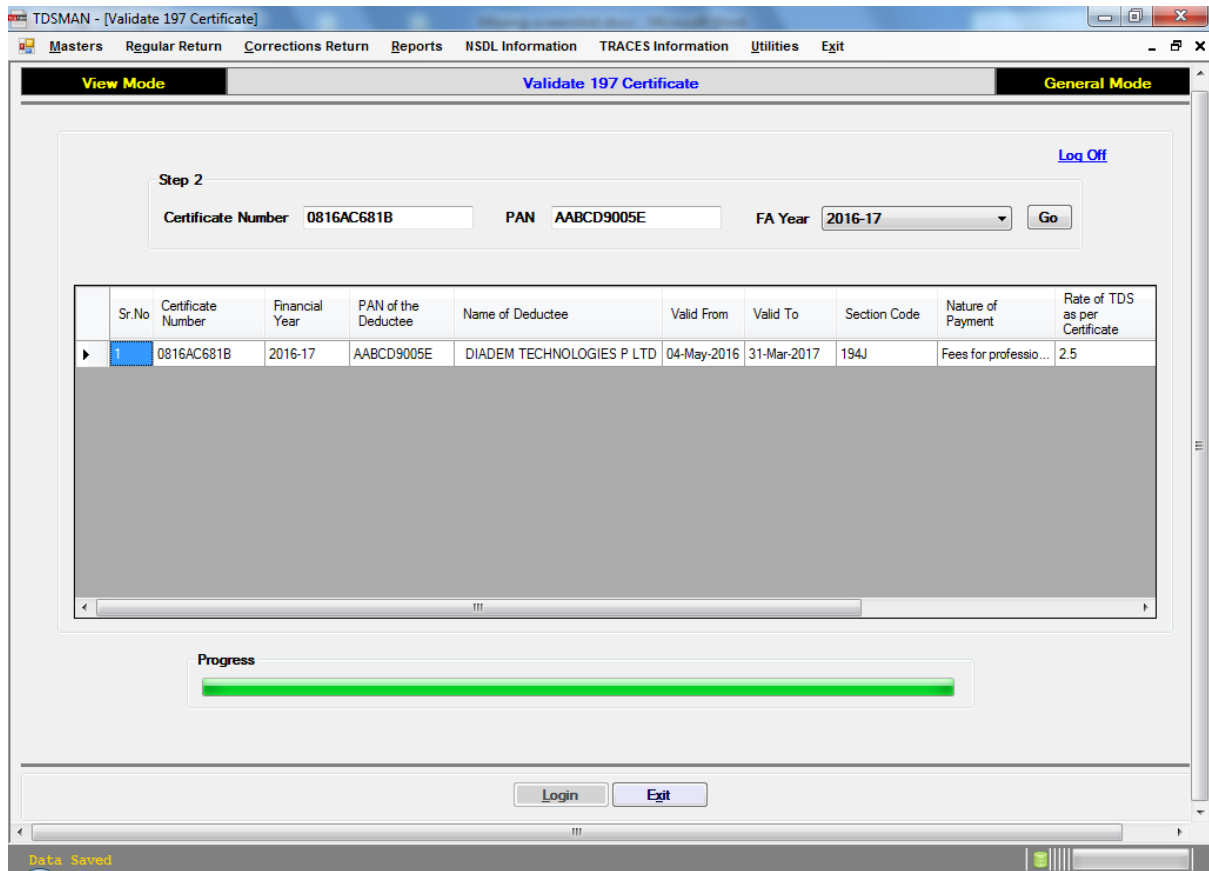 TDSMAN - [Validate 197 Certificate]
Masters Regular Return Corrections Return Reports NSDL Information TRACES Information Utilities Exit
View Mode Validate 197 Certificate General Mode
Log Off
Step 2
Certificate Number 0816AC681B PAN AABCD9005E FA Year 2016-17 Go
Sr.No Certificate Number Financial Year PAN of the Deductee Name of Deductee Valid From Valid To Section Code Nature of Payment Rate of TDS as per Certificate
1 0816AC681B 2016-17 AABCD9005E DIADEM TECHNOLOGIES P LTD 04-May-2016 31-Mar-2017 194J Fees for professio... 2.5
Progress
Login Exit
Data Saved